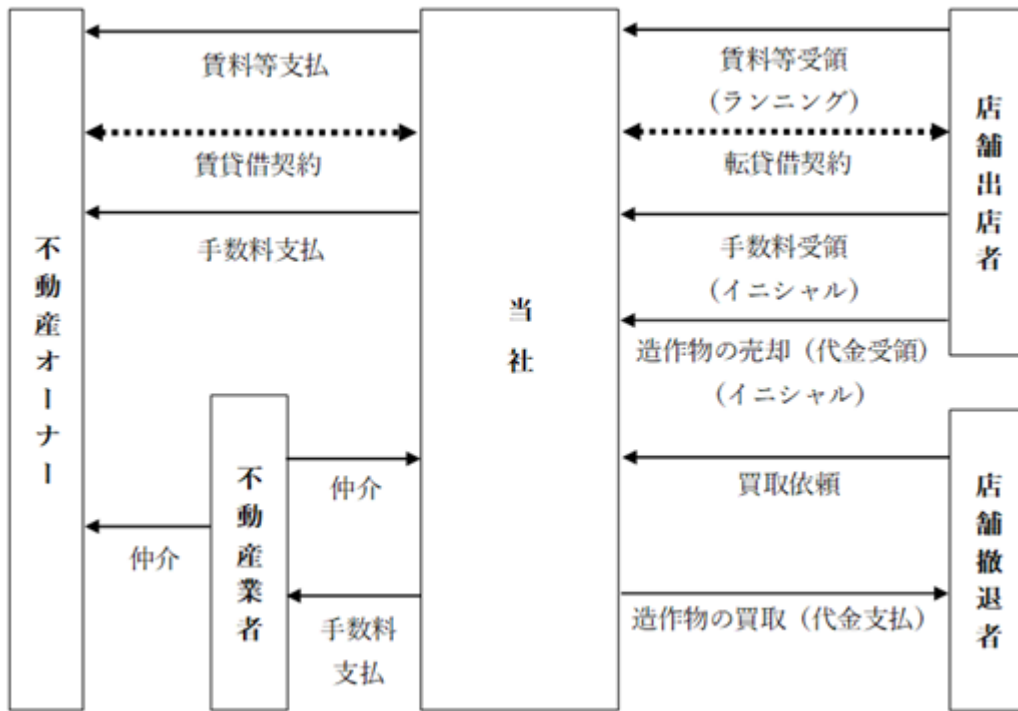 不動産オーナー
賃料等支払
賃貸借契約
手数料支払
不動産業者
仲介
仲介
手数料
支払
当社
賃料等受領
（ランニング）
転貸借契約
手数料受領
（イニシャル）
造作物の売却（代金受領）
（イニシャル）
買取依頼
造作物の買取（代金支払）
店舗出店者
店舗撤退者